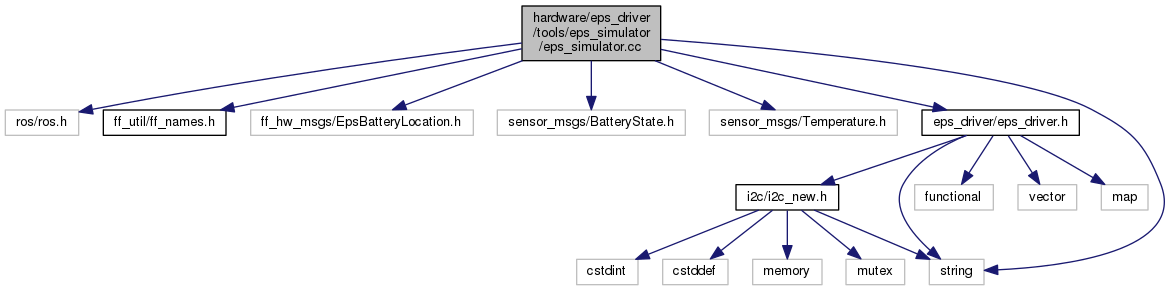 hardware/eps_driver
/tools/eps_simulator
/eps_simulator.cc
ros/ros.h
ff_util/ff_names.h
ff_hw_msgs/EpsBatteryLocation.h
sensor_msgs/BatteryState.h
sensor_msgs/Temperature.h
eps_driver/eps_driver.h
i2c/i2c_new.h
functional
vector
map
cstdint
cstddef
memory
mutex
string